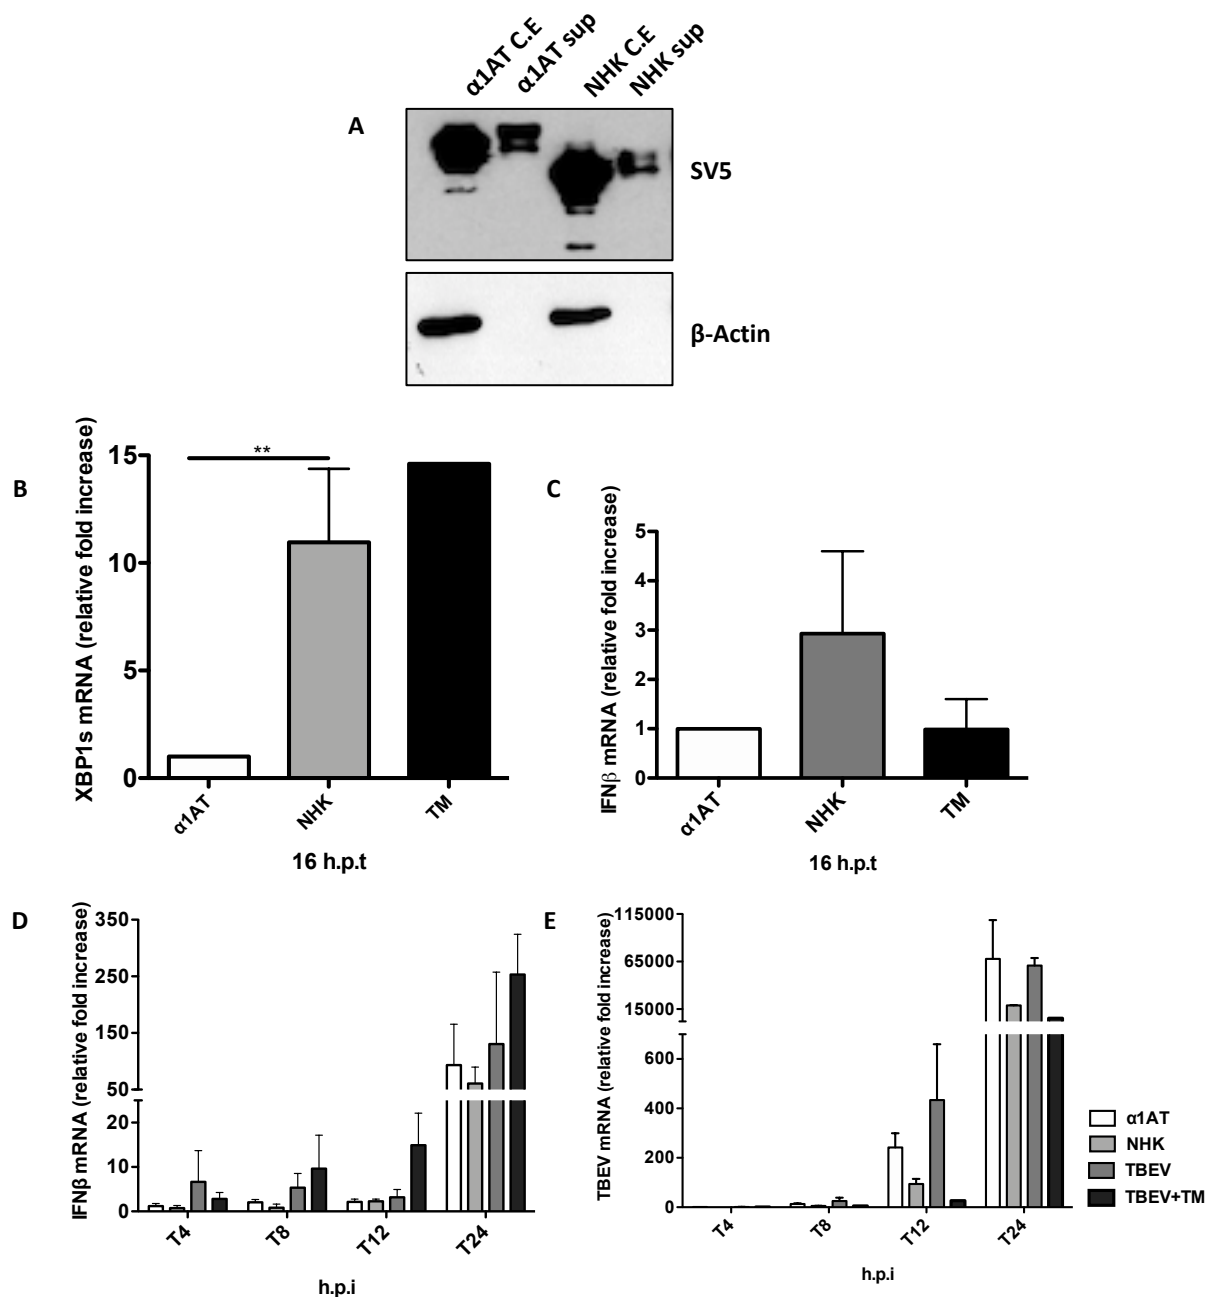 α1AT C.E
α1AT sup
NHK C.E
NHK sup
A
SV5
β-Actin
B
XBP1s mRNA (relative fold increase)
15
10
5
0
**
α1AT
NHK
TM
16 h.p.t
C
IFNβ mRNA (relative fold increase)
5
4
3
2
1
0
α1AT
NHK
TM
16 h.p.t
D
IFNβ mRNA (relative fold increase)
350
250
150
50
20
10
0
T4
T8
T12
T24
h.p.i
E
TBEV mRNA (relative fold increase)
115000
65000
15000
600
400
200
0
T4
T8
T12
T24
h.p.i
α1AT
NHK
TBEV
TBEV+TM